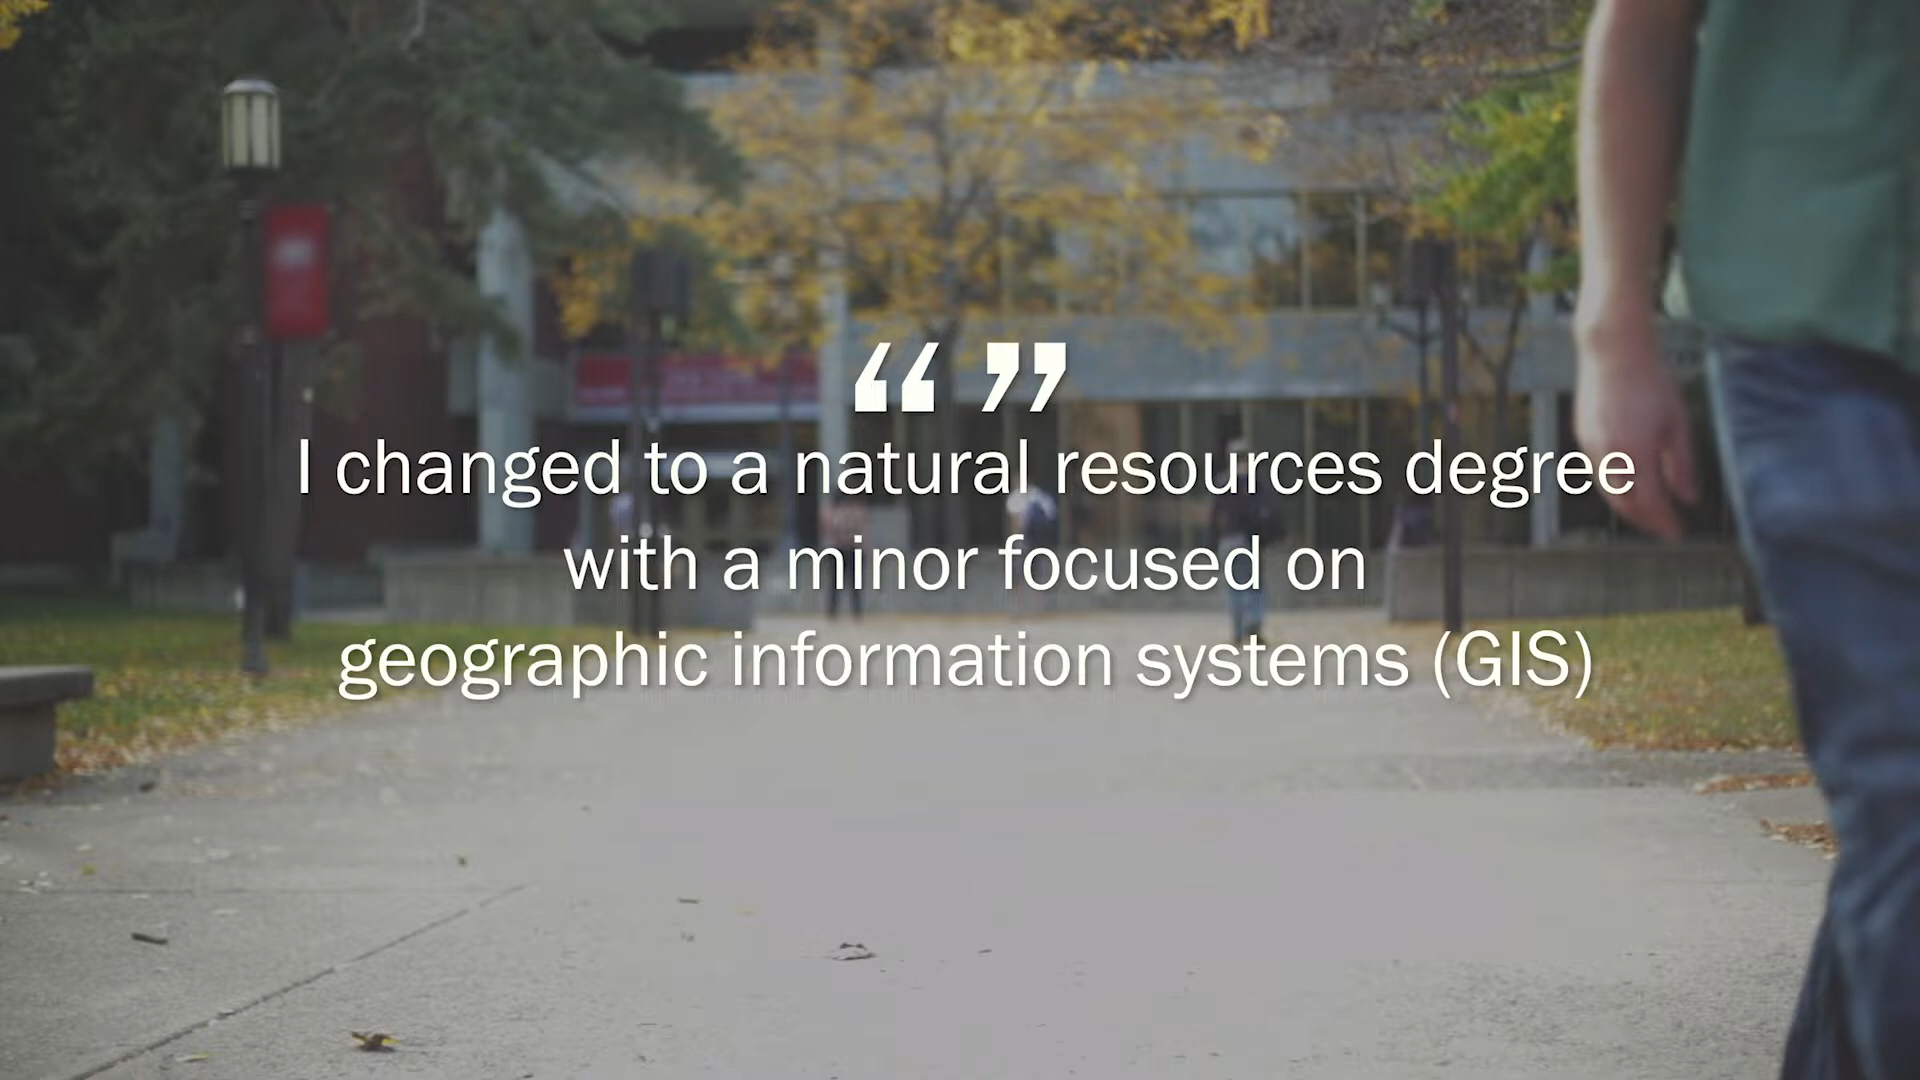 “ ”
I changed to a natural resources degree
with a minor focused on
geographic information systems (GIS)